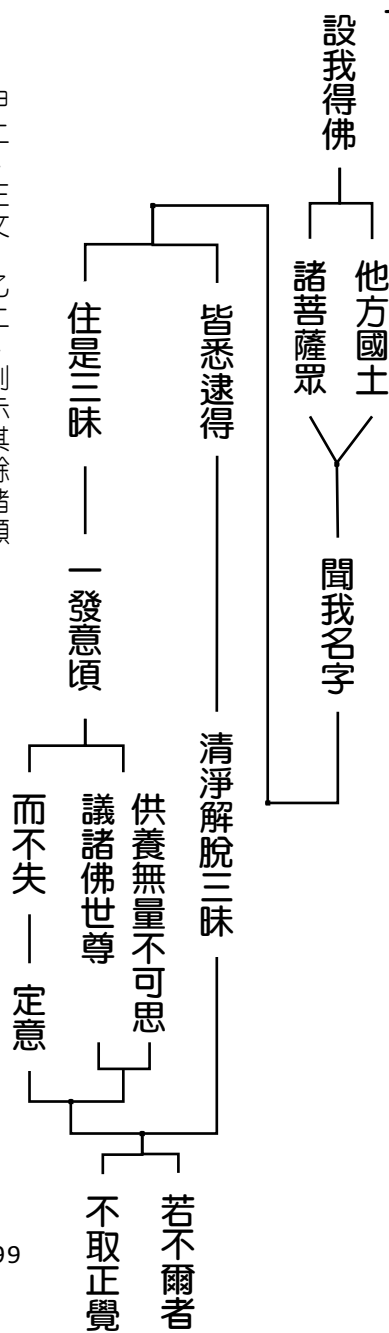 設我得佛
他方國土
諸菩薩眾
聞我名字
皆悉逮得
清淨解脫三昧
住是三昧
一發意頃
供養無量不可思
議諸佛世尊
而不失
定意
若不爾者
不取正覺
99